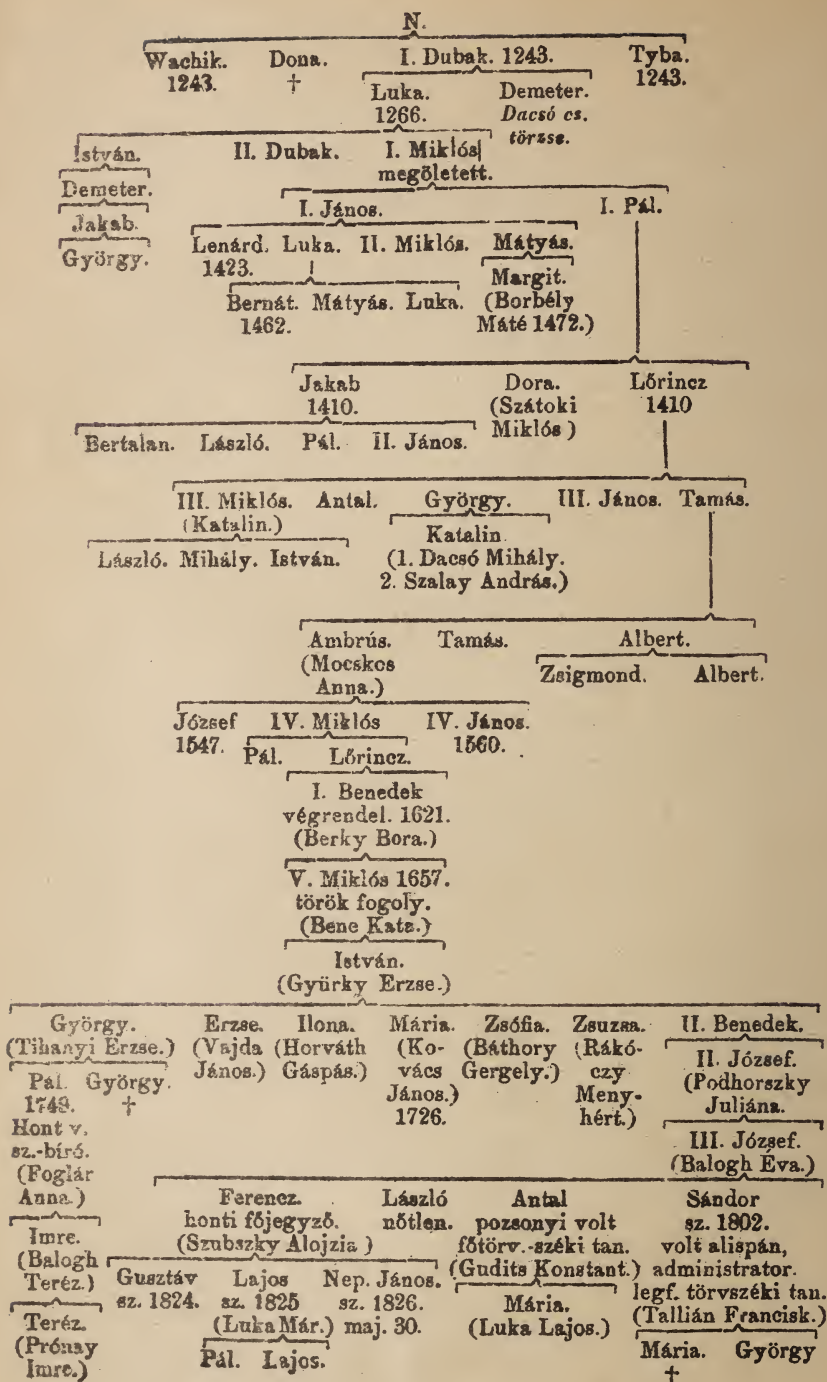 N.
Wachik. Dona. I. Dubak. 1243. Tyba.
1243. † 1243.
Luka. Demeter.
1266. Dacsó cs.
törzse.
István. II. Dubak. I. Miklós
megöletett.
Demeter.
I. János. I. Pál.
Jakab.
György. Lenárd. Luka. II. Miklós. Mátyás.
1423. Margit.
Bernát. Mátyás. Luka. (Borbély
1462. Máté 1472.)
Jakab Dora. Lőrincz
1410. (Szátoki 1410
Miklós)
Bertalan. László. Pál. II. János.
III. Miklós. Antal. György. III. János. Tamás.
(Katalin.) Katalin
László. Mihály. István. (1. Dacsó Mihály.
2. Szalay András.)
Ambrús. Tamás. Albert.
(Mocskos Zsigmond. Albert.
Anna.)
József IV. Miklós IV. János.
1547. Pál. Lőrincz. 1560.
I. Benedek
végrendel. 1621.
(Berky Bora.)
V. Miklós 1657.
török fogoly.
(Bene Kata.)
István.
(Gyürky Erzse.)
György. Erzse. Ilona. Mária. Zsófia. Zsuzsa. II. Benedek.
(Tihanyi Erzse.) (Vajda (Horváth (Ko- (Báthory (Rákó- II. József.
Pál. György. János.) Gáspás.) vács Gergely.) czy (Podhorszky
1749. † János.) Meny- Juliána.
Hont v. 1726. hért.)
sz.-bíró. III. József.
(Foglár (Balogh Éva.)
Anna.) Ferencz. László Antal Sándor
honti főjegyző. nőtlen. pozsonyi volt sz. 1802.
Imre. (Szubszky Alojzia) főtörv.-széki tan. volt alispán,
(Balogh (Gudits Konstant.) administrator.
Teréz.) Gusztáv Lajos Nep. János. legf. törvszéki tan.
sz. 1824. sz. 1825 sz. 1826. Mária. (Tallián Francisk.)
Teréz. (Luka Már.) maj. 30. (Luka Lajos.)
(Prónay Pál. Lajos. Mária. György
Imre.) †